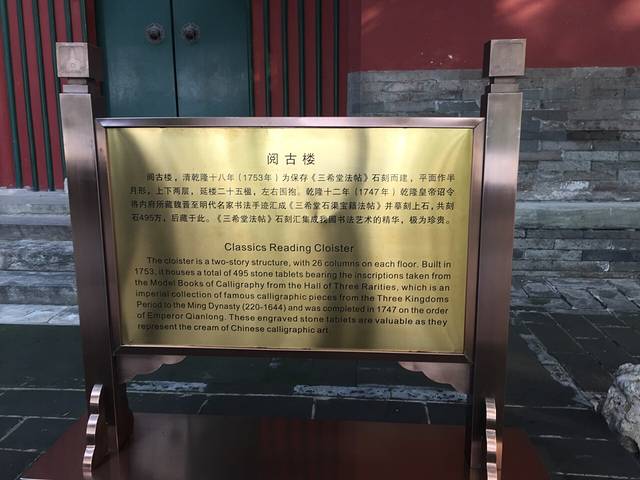 阅古楼
阅古楼，清乾隆十八年（1753年）为保存《三希堂法帖》石刻而建，平面作半
月形，上下两层，延楼二十五楹，左右围抱。乾隆十二年（1747年）乾隆皇帝诏令
将内府所藏魏晋至明代名家书法手迹汇成《三希堂石渠宝籍法帖》并摹刻上石，共刻
石495方，后藏于此。《三希堂法帖》石刻汇集成我国书法艺术的精华，极为珍贵。
Classics Reading Cloister
The cloister is a two-story structure, with 26 columns on each floor. Built in
1753, it houses a total of 495 stone tablets bearing the inscriptions taken from
the Model Books of Calligraphy from the Hall of Three Rarities, which is an
imperial collection of famous calligraphic pieces from the Three Kingdoms
Period to the Ming Dynasty (220-1644) and was completed in 1747 on the order
of Emperor Qianlong. These engraved stone tablets are valuable as they
represent the cream of Chinese calligraphic art.